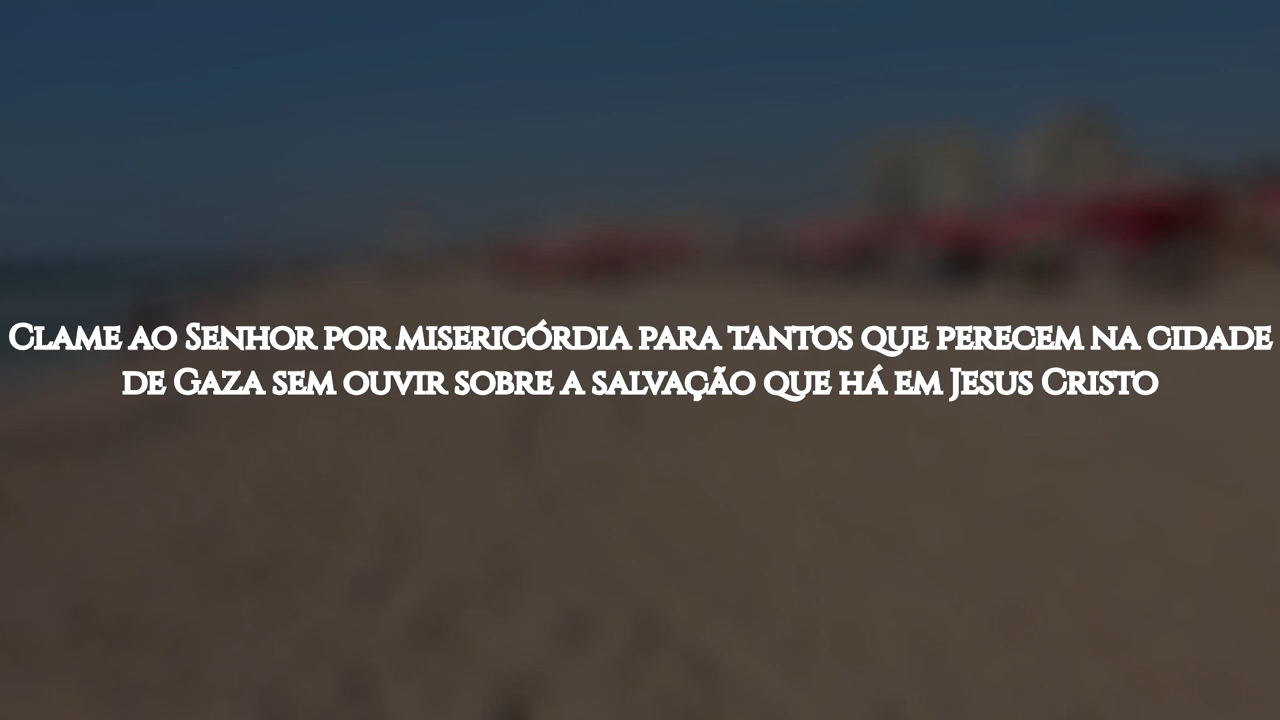 Clame ao Senhor por misericórdia para tantos que perecem na cidade
de Gaza sem ouvir sobre a salvação que há em Jesus Cristo